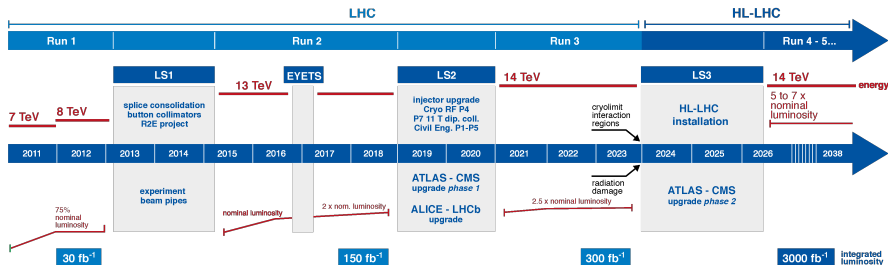 LHC
HL-LHC
Run 1
Run 2
Run 3
Run 4 - 5...
LS1
EYETS
LS2
LS3
7 TeV
8 TeV
13 TeV
14 TeV
14 TeV
energy
splice consolidation
button collimators
R2E project
injector upgrade
Cryo RF P4
P7 11 T dip. coll.
Civil Eng. P1-P5
cryolimit
interaction
regions
HL-LHC
installation
5 to 7 x
nominal
luminosity
2011
2012
2013
2014
2015
2016
2017
2018
2019
2020
2021
2022
2023
2024
2025
2026
2038
75%
nominal
luminosity
experiment
beam pipes
nominal luminosity
2 x nom. luminosity
ATLAS - CMS
upgrade phase 1
ALICE - LHCb
upgrade
2.5 x nominal luminosity
radiation
damage
ATLAS - CMS
upgrade phase 2
30 fb⁻¹
150 fb⁻¹
300 fb⁻¹
3000 fb⁻¹
integrated
luminosity